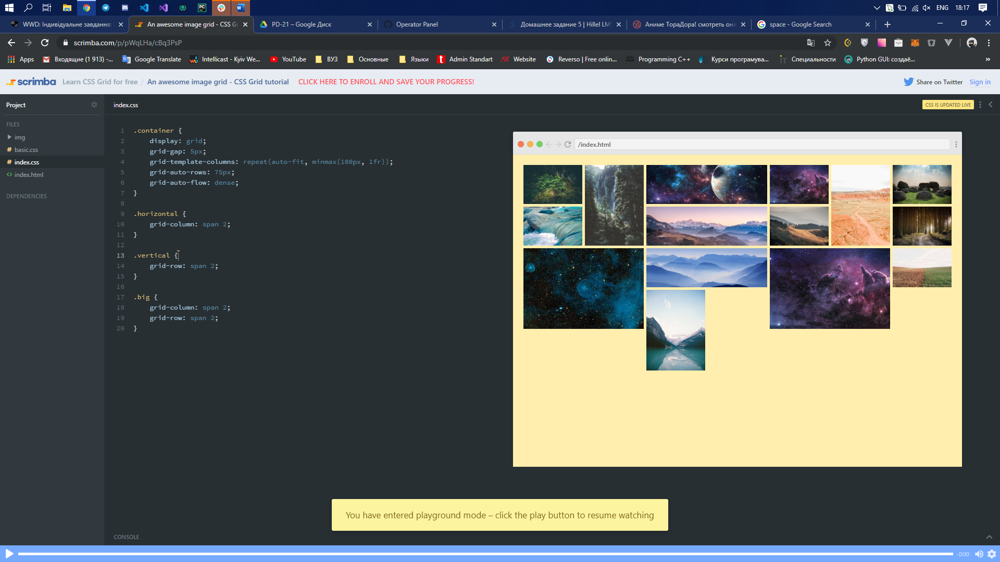 ENG 18:17
WWD: Індивідуальне завдання:
An awesome image grid - CSS Gr
PD-21 – Google Диск
Operator Panel
Домашнее задание 5 | Hillel LM
Аниме ТораДора! смотреть онл
space - Google Search
scrimba.com/p/pWqLHa/cBq3PsP
Apps
Входящие (1 913) -...
Google Translate
Intellicast - Kyiv We...
YouTube
ВУЗ
Основные
Языки
Admin Standart
Website
Reverso | Free onlin...
Programming C++
Курси програмува...
Специальности
Python GUI: создаё...
scrimba
Learn CSS Grid for free / An awesome image grid - CSS Grid tutorial
CLICK HERE TO ENROLL AND SAVE YOUR PROGRESS!
Share on Twitter
Sign in
Project
index.css
CSS IS UPDATED LIVE
FILES
img
# basic.css
# index.css
<> index.html
DEPENDENCIES
1 .container {
2 display: grid;
3 grid-gap: 5px;
4 grid-template-columns: repeat(auto-fit, minmax(100px, 1fr));
5 grid-auto-rows: 75px;
6 grid-auto-flow: dense;
7 }
8
9 .horizontal {
10 grid-column: span 2;
11 }
12
13 .vertical {
14 grid-row: span 2;
15 }
16
17 .big {
18 grid-column: span 2;
19 grid-row: span 2;
20 }
/index.html
You have entered playground mode – click the play button to resume watching
CONSOLE
-0:00